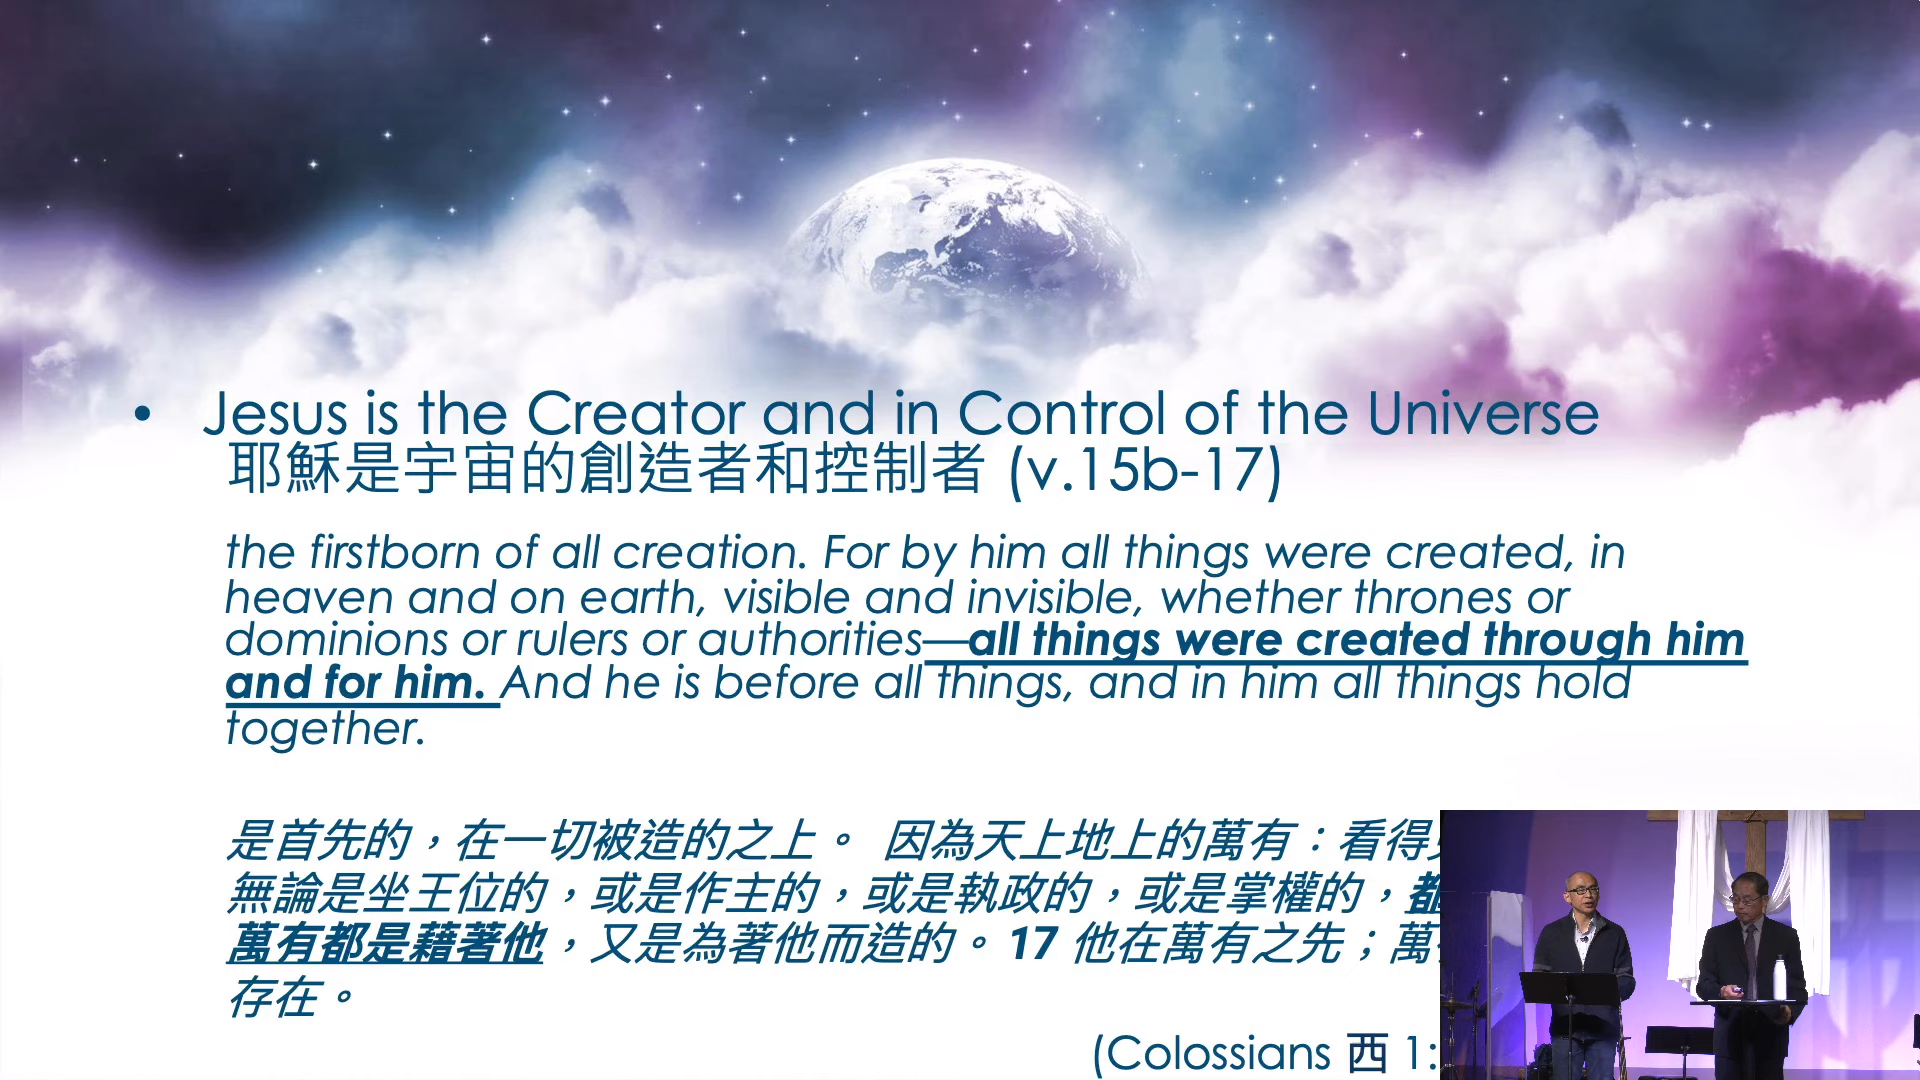 • Jesus is the Creator and in Control of the Universe
耶穌是宇宙的創造者和控制者 (v.15b-17)
the firstborn of all creation. For by him all things were created, in
heaven and on earth, visible and invisible, whether thrones or
dominions or rulers or authorities—all things were created through him
and for him. And he is before all things, and in him all things hold
together.
是首先的，在一切被造的之上。 因為天上地上的萬有：看得
無論是坐王位的，或是作主的，或是執政的，或是掌權的，都
萬有都是藉著他，又是為著他而造的。17 他在萬有之先；萬
存在。
(Colossians 西 1: